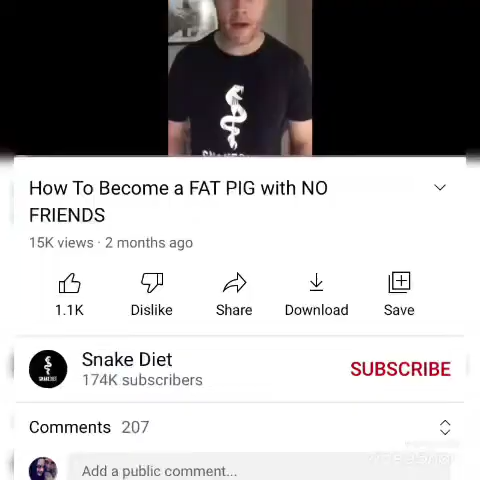 How To Become a FAT PIG with NO
FRIENDS
15K views · 2 months ago
1.1K Dislike Share Download Save
Snake Diet
174K subscribers
SUBSCRIBE
Comments 207
Add a public comment...